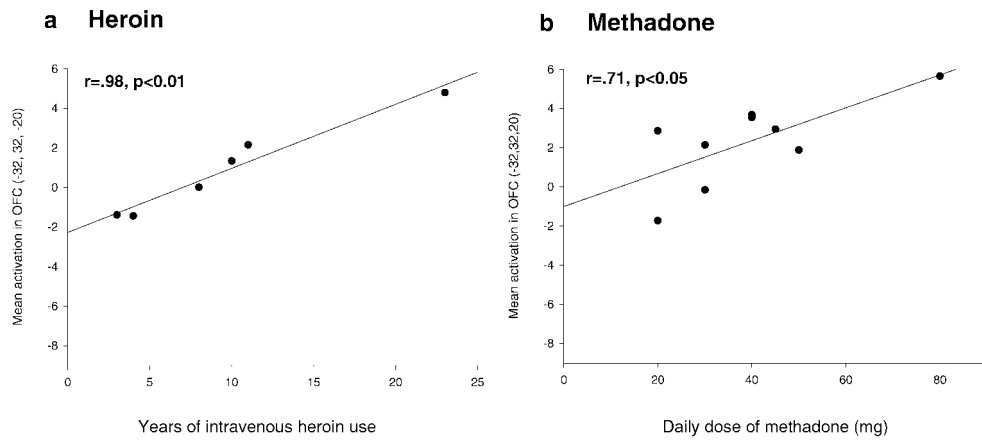 a Heroin
r=.98, p<0.01
Mean activation in OFC (-32, 32, -20)
6
4
2
0
-2
-4
-6
-8
0 5 10 15 20 25
Years of intravenous heroin use
b Methadone
r=.71, p<0.05
Mean activation in OFC (-32,32,20)
6
4
2
0
-2
-4
-6
-8
0 20 40 60 80
Daily dose of methadone (mg)